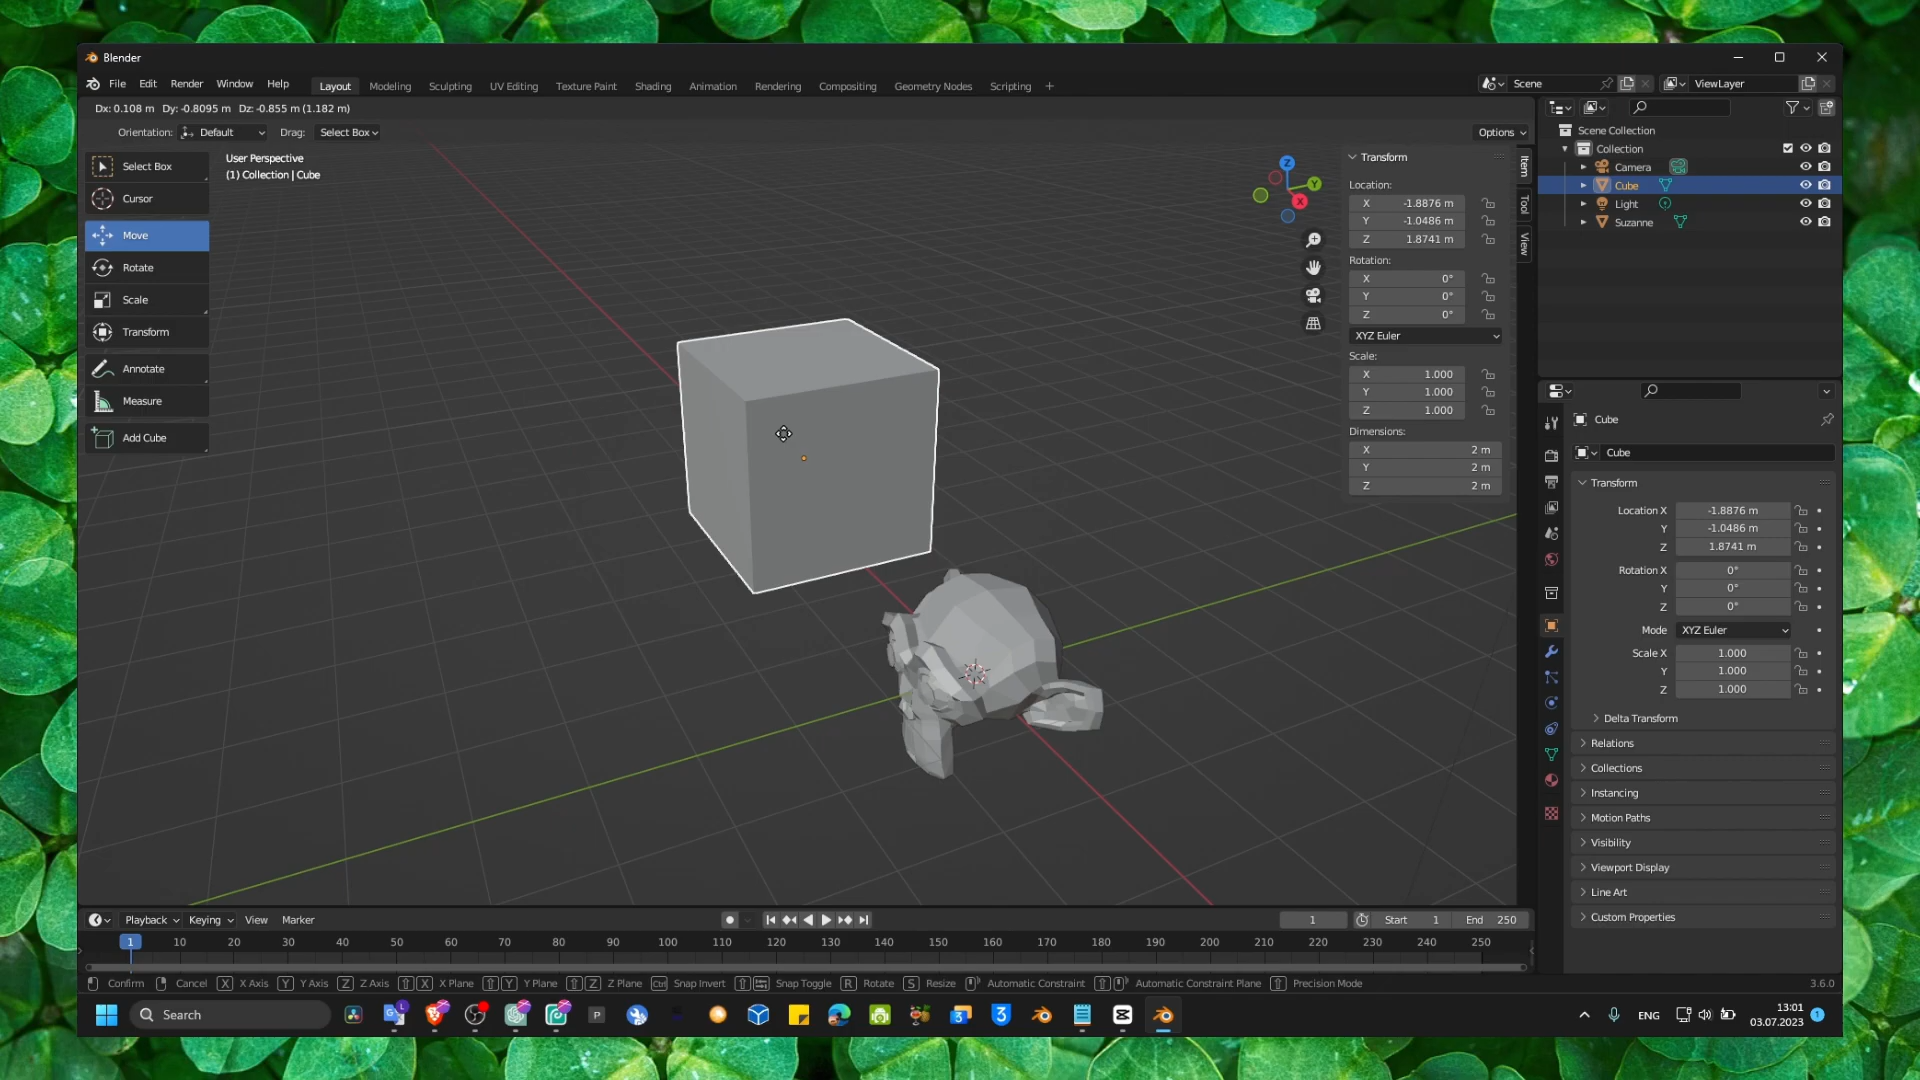 Blender
File Edit Render Window Help Layout Modeling Sculpting UV Editing Texture Paint Shading Animation Rendering Compositing Geometry Nodes Scripting + Scene ViewLayer
Dx: 0.108 m Dy: -0.8095 m Dz: -0.855 m (1.182 m)
Orientation: Default Drag: Select Box Options
User Perspective
(1) Collection | Cube
Select Box
Cursor
Move
Rotate
Scale
Transform
Annotate
Measure
Add Cube
Z
Y
X
Transform
Location:
X -1.8876 m
Y -1.0486 m
Z 1.8741 m
Rotation:
X 0°
Y 0°
Z 0°
XYZ Euler
Scale:
X 1.000
Y 1.000
Z 1.000
Dimensions:
X 2 m
Y 2 m
Z 2 m
Item
Tool
View
Scene Collection
Collection
Camera
Cube
Light
Suzanne
Cube
Cube
Transform
Location X -1.8876 m
Y -1.0486 m
Z 1.8741 m
Rotation X 0°
Y 0°
Z 0°
Mode XYZ Euler
Scale X 1.000
Y 1.000
Z 1.000
Delta Transform
Relations
Collections
Instancing
Motion Paths
Visibility
Viewport Display
Line Art
Custom Properties
Playback Keying View Marker 1 Start 1 End 250
1 10 20 30 40 50 60 70 80 90 100 110 120 130 140 150 160 170 180 190 200 210 220 230 240 250
Confirm Cancel X X Axis Y Y Axis Z Z Axis X X Plane Y Y Plane Z Z Plane Ctrl Snap Invert Snap Toggle R Rotate S Resize Automatic Constraint Automatic Constraint Plane Precision Mode 3.6.0
Search ENG 13:01
03.07.2023 1